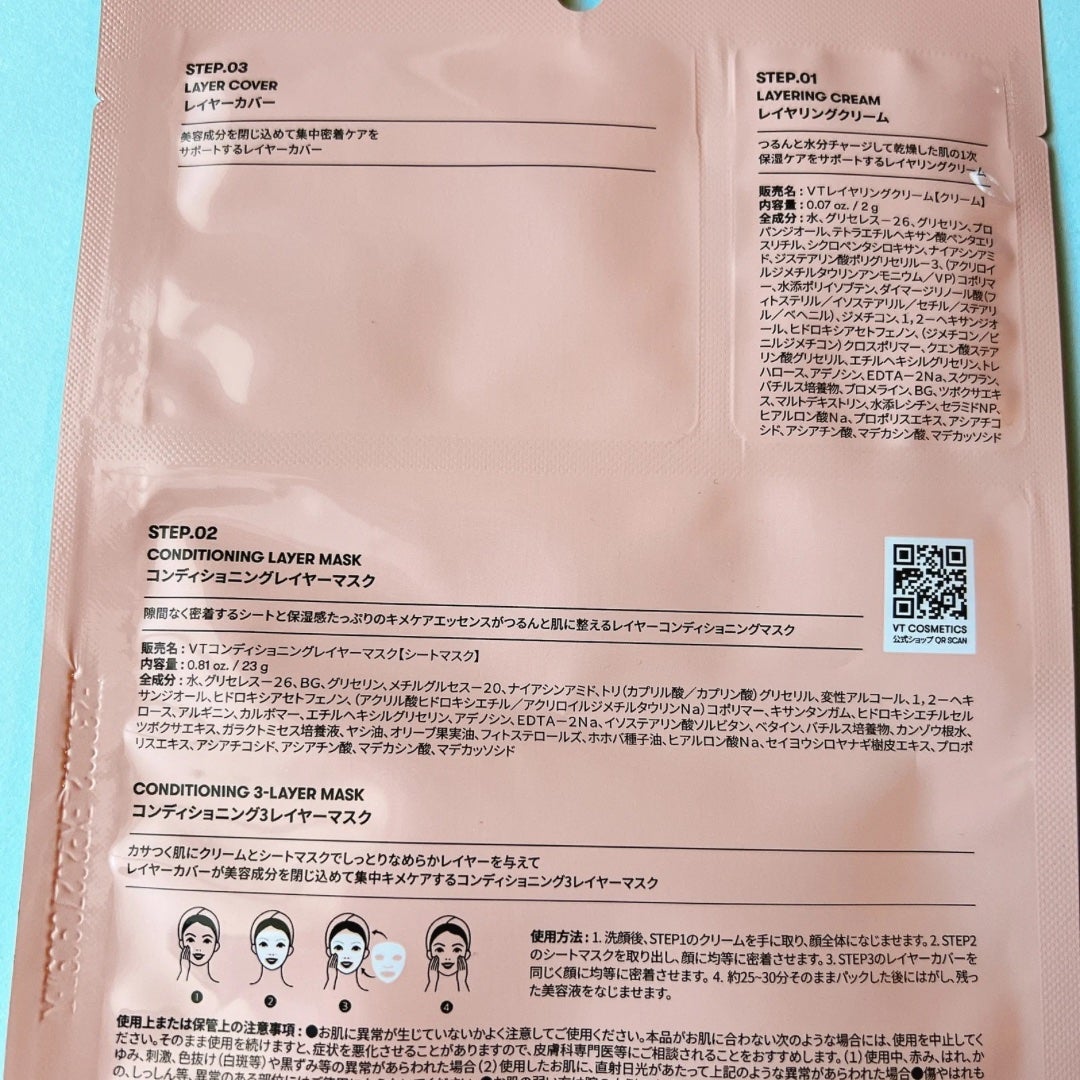 STEP.03
LAYER COVER
レイヤーカバー
美容成分を閉じ込めて集中密着ケアを
サポートするレイヤーカバー
STEP.01
LAYERING CREAM
レイヤリングクリーム
つるんと水分チャージして乾燥した肌の1次
保湿ケアをサポートするレイヤリングクリーム
販売名：VTレイヤリングクリーム【クリーム】
内容量：0.07 oz. / 2 g
全成分：水、グリセレス－26、グリセリン、プロ
パンジオール、テトラエチルヘキサン酸ペンタエリ
スリチル、シクロペンタシロキサン、ナイアシンアミ
ド、ジステアリン酸ポリグリセリル－3、（アクリロイ
ルジメチルタウリンアンモニウム／VP）コポリマ
ー、水添ポリイソブテン、ダイマージリノール酸（フ
ィトステリル／イソステアリル／セチル／ステアリ
ル／ベヘニル）、ジメチコン、1，2－ヘキサンジオ
ール、ヒドロキシアセトフェノン、（ジメチコン／ビ
ニルジメチコン）クロスポリマー、クエン酸ステア
リン酸グリセリル、エチルヘキシルグリセリン、トレ
ハロース、アデノシン、EDTA－2Na、スクワラン、
バチルス培養物、ブロメライン、BG、ツボクサエキ
ス、マルトデキストリン、水添レシチン、セラミドNP、
ヒアルロン酸Na、プロポリスエキス、アシアチコ
シド、アシアチン酸、マデカシン酸、マデカッソシド
STEP.02
CONDITIONING LAYER MASK
コンディショニングレイヤーマスク
隙間なく密着するシートと保湿感たっぷりのキメケアエッセンスがつるんと肌に整えるレイヤーコンディショニングマスク
VT COSMETICS
公式ショップ QR SCAN
販売名：VTコンディショニングレイヤーマスク【シートマスク】
内容量：0.81 oz. / 23 g
全成分：水、グリセレス－26、BG、グリセリン、メチルグルセス－20、ナイアシンアミド、トリ（カプリル酸／カプリン酸）グリセリル、変性アルコール、1，2－ヘキ
サンジオール、ヒドロキシアセトフェノン、（アクリル酸ヒドロキシエチル／アクリロイルジメチルタウリンNa）コポリマー、キサンタンガム、ヒドロキシエチルセル
ロース、アルギニン、カルボマー、エチルヘキシルグリセリン、アデノシン、EDTA－2Na、イソステアリン酸ソルビタン、ベタイン、バチルス培養物、カンゾウ根水、
ツボクサエキス、ガラクトミセス培養液、ヤシ油、オリーブ果実油、フィトステロールズ、ホホバ種子油、ヒアルロン酸Na、セイヨウシロヤナギ樹皮エキス、プロポ
リスエキス、アシアチコシド、アシアチン酸、マデカシン酸、マデカッソシド
CONDITIONING 3-LAYER MASK
コンディショニング3レイヤーマスク
カサつく肌にクリームとシートマスクでしっとりなめらかレイヤーを与えて
レイヤーカバーが美容成分を閉じ込めて集中キメケアするコンディショニング3レイヤーマスク
1 2 3 4
使用方法：1. 洗顔後、STEP1のクリームを手に取り、顔全体になじませます。2. STEP2
のシートマスクを取り出し、顔に均等に密着させます。3. STEP3のレイヤーカバーを
同じく顔に均等に密着させます。 4. 約25~30分そのままパックした後にはがし、残っ
た美容液をなじませます。
使用上または保管上の注意事項：●お肌に異常が生じていないかよく注意してご使用ください。本品がお肌に合わない次のような場合には、使用を中止してく
ださい。そのまま使用を続けますと、症状を悪化させることがありますので、皮膚科専門医等にご相談されることをおすすめします。（1）使用中、赤み、はれ、か
ゆみ、刺激、色抜け（白斑等）や黒ずみ等の異常があらわれた場合（2）使用したお肌に、直射日光があたって上記のような異常があらわれた場合●傷やはれも
の、しっしん等、異常のある部位には